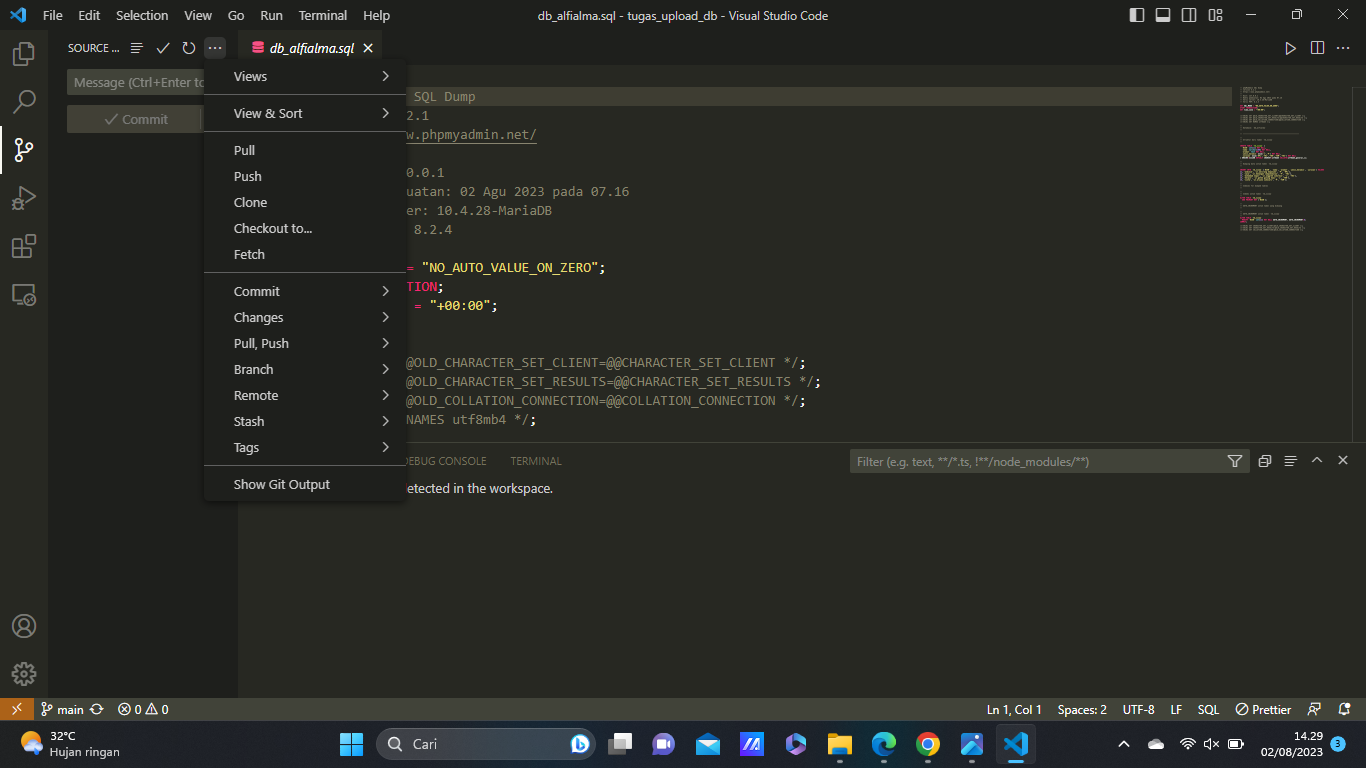 File Edit Selection View Go Run Terminal Help
db_alfialma.sql - tugas_upload_db - Visual Studio Code
SOURCE ...
db_alfialma.sql
Message (Ctrl+Enter to
Commit
Views
View & Sort
Pull
Push
Clone
Checkout to...
Fetch
Commit
Changes
Pull, Push
Branch
Remote
Stash
Tags
Show Git Output
SQL Dump
2.1
w.phpmyadmin.net/
0.0.1
uatan: 02 Agu 2023 pada 07.16
er: 10.4.28-MariaDB
8.2.4
= "NO_AUTO_VALUE_ON_ZERO";
TION;
= "+00:00";
@OLD_CHARACTER_SET_CLIENT=@@CHARACTER_SET_CLIENT */;
@OLD_CHARACTER_SET_RESULTS=@@CHARACTER_SET_RESULTS */;
@OLD_COLLATION_CONNECTION=@@COLLATION_CONNECTION */;
NAMES utf8mb4 */;
DEBUG CONSOLE TERMINAL
Filter (e.g. text, **/*.ts, !**/node_modules/**)
etected in the workspace.
main 0 0
Ln 1, Col 1 Spaces: 2 UTF-8 LF SQL Prettier
32°C
Hujan ringan
Cari
14.29
02/08/2023
3